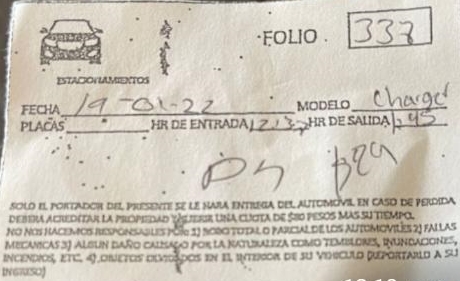 FOLIO 337
ESTACIONAMIENTOS
FECHA 19-01-22 MODELO Charger
PLACAS HR DE ENTRADA 12:37 HR DE SALIDA 1:45
SOLO EL PORTADOR DEL PRESENTE SE LE HARA ENTREGA DEL AUTOMOVIL EN CASO DE PERDIDA
DEBERA ACREDITAR LA PROPIEDAD UNA CUOTA DE $80 PESOS MAS SU TIEMPO.
NO NOS HACEMOS RESPONSABLES POR: 1) ROBO TOTAL O PARCIAL DE LOS AUTOMOVILES 2) FALLAS
MECANICAS 3) ALGUN DAÑO CAUSADO POR LA NATURALEZA COMO TEMBLORES, INUNDACIONES,
INCENDIOS, ETC. 4) OBJETOS OLVIDADOS EN EL INTERIOR DE SU VEHICULO (REPORTARLO A SU
INGRESO)